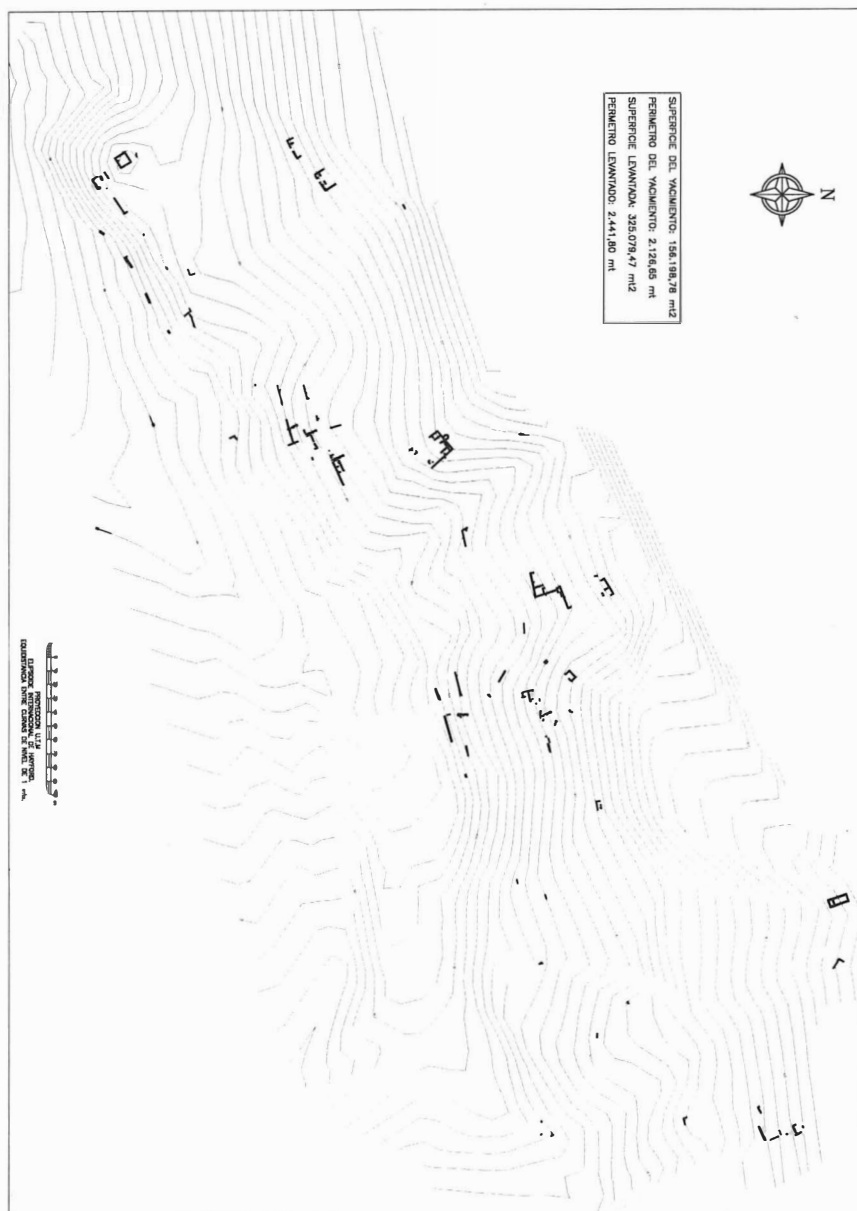 N
SUPERFICIE DEL YACIMIENTO: 156.198,78 mt2
PERIMETRO DEL YACIMIENTO: 2.126,65 mt
SUPERFICIE LEVANTADA: 325.079,47 mt2
PERIMETRO LEVANTADO: 2.441,80 mt
PROYECCION U.T.M
ELIPSOIDE INTERNACIONAL DE HAYFORD.
EQUIDISTANCIA ENTRE CURVAS DE NIVEL DE 1 mts.